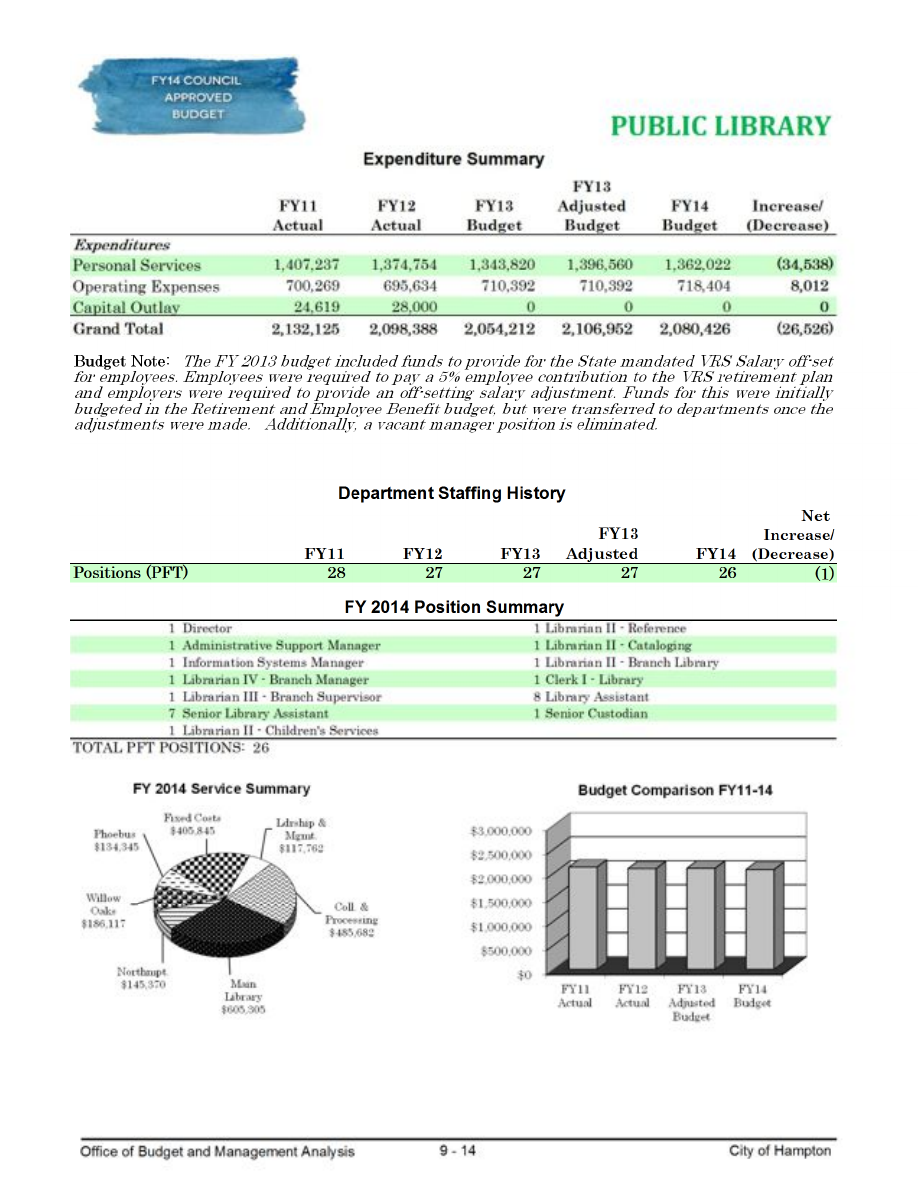 FY14 COUNCIL
APPROVED
BUDGET
PUBLIC LIBRARY
Expenditure Summary
FY11 Actual FY12 Actual FY13 Budget FY13 Adjusted Budget FY14 Budget Increase/ (Decrease)
Expenditures
Personal Services 1,407,237 1,374,754 1,343,820 1,396,560 1,362,022 (34,538)
Operating Expenses 700,269 695,634 710,392 710,392 718,404 8,012
Capital Outlay 24,619 28,000 0 0 0 0
Grand Total 2,132,125 2,098,388 2,054,212 2,106,952 2,080,426 (26,526)
Budget Note: The FY 2013 budget included funds to provide for the State mandated VRS Salary off-set
for employees. Employees were required to pay a 5% employee contribution to the VRS retirement plan
and employers were required to provide an off-setting salary adjustment. Funds for this were initially
budgeted in the Retirement and Employee Benefit budget, but were transferred to departments once the
adjustments were made. Additionally, a vacant manager position is eliminated.
Department Staffing History
FY11 FY12 FY13 FY13 Adjusted FY14 Net Increase/ (Decrease)
Positions (PFT) 28 27 27 27 26 (1)
FY 2014 Position Summary
1 Director 1 Librarian II - Reference
1 Administrative Support Manager 1 Librarian II - Cataloging
1 Information Systems Manager 1 Librarian II - Branch Library
1 Librarian IV - Branch Manager 1 Clerk I - Library
1 Librarian III - Branch Supervisor 8 Library Assistant
7 Senior Library Assistant 1 Senior Custodian
1 Librarian II - Children's Services
TOTAL PFT POSITIONS: 26
FY 2014 Service Summary
Fixed Costs
$405,845
Ldrship &
Mgmt.
$117,762
Phoebus
$134,345
Willow
Oaks
$186,117
Coll. &
Processing
$485,682
Northmpt.
$145,370
Main
Library
$605,305
Budget Comparison FY11-14
$3,000,000
$2,500,000
$2,000,000
$1,500,000
$1,000,000
$500,000
$0
FY11 Actual FY12 Actual FY13 Adjusted Budget FY14 Budget
Office of Budget and Management Analysis 9 - 14 City of Hampton